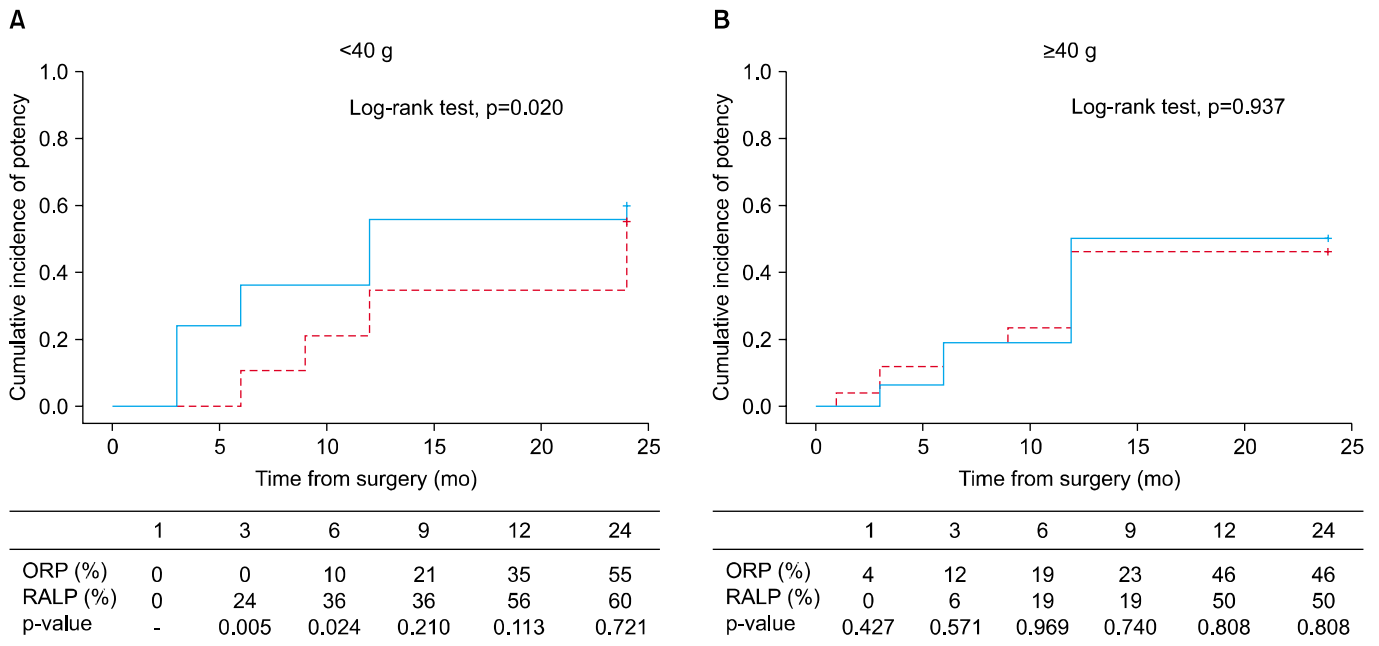 A
<40 g
Log-rank test, p=0.020
Cumulative incidence of potency
1.0
0.8
0.6
0.4
0.2
0.0
0 5 10 15 20 25
Time from surgery (mo)
1 3 6 9 12 24
ORP (%) 0 0 10 21 35 55
RALP (%) 0 24 36 36 56 60
p-value - 0.005 0.024 0.210 0.113 0.721
B
≥40 g
Log-rank test, p=0.937
Cumulative incidence of potency
1.0
0.8
0.6
0.4
0.2
0.0
0 5 10 15 20 25
Time from surgery (mo)
1 3 6 9 12 24
ORP (%) 4 12 19 23 46 46
RALP (%) 0 6 19 19 50 50
p-value 0.427 0.571 0.969 0.740 0.808 0.808